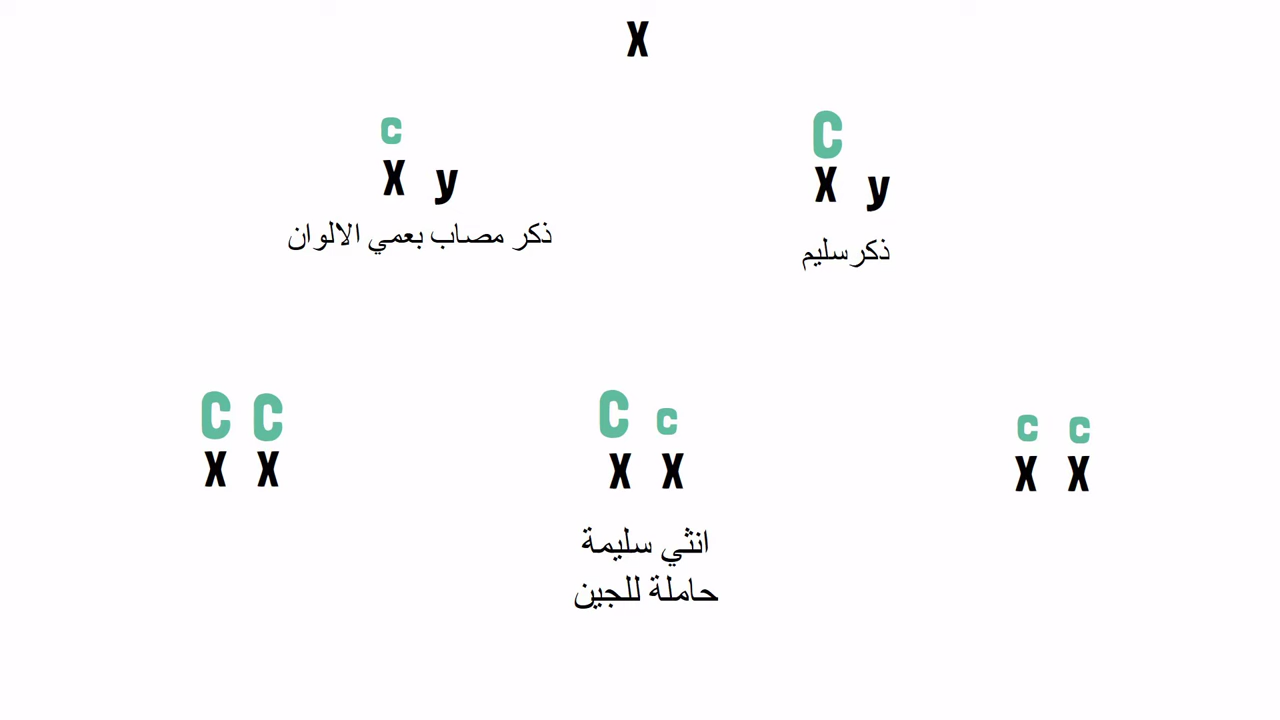 X
c C
X y X y
ذكر مصاب بعمي الالوان
ذكرسليم
C C C c c c
X X X X X X
انثي سليمة
حاملة للجين